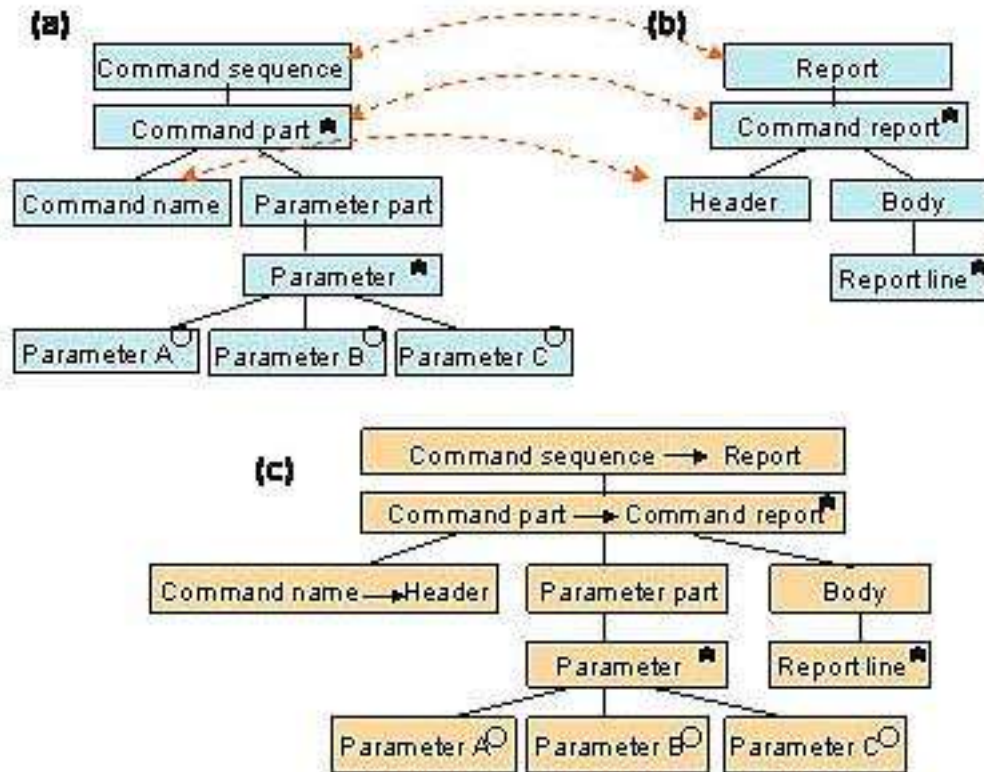 (a)
Command sequence
Command part *
Command name
Parameter part
Parameter *
Parameter A
Parameter B
Parameter C
(b)
Report
Command report *
Header
Body
Report line *
(c)
Command sequence → Report
Command part → Command report *
Command name → Header
Parameter part
Body
Parameter *
Report line *
Parameter A
Parameter B
Parameter C